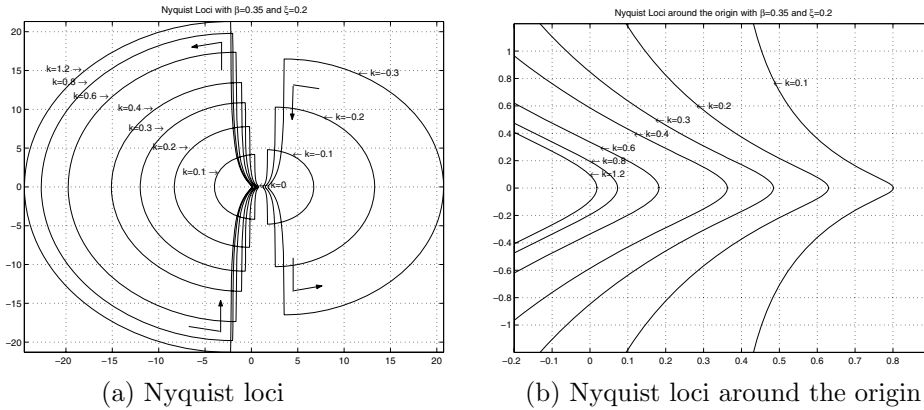 Nyquist Loci with β=0.35 and ξ=0.2
20
15
10
5
0
−5
−10
−15
−20
−20
−15
−10
−5
0
5
10
15
20
k=1.2 →
k=0.8 →
k=0.6 →
k=0.4 →
k=0.3 →
k=0.2 →
k=0.1 →
← k=0
← k=−0.1
← k=−0.2
← k=−0.3
(a) Nyquist loci
Nyquist Loci around the origin with β=0.35 and ξ=0.2
1
0.8
0.6
0.4
0.2
0
−0.2
−0.4
−0.6
−0.8
−1
−0.2
−0.1
0
0.1
0.2
0.3
0.4
0.5
0.6
0.7
0.8
← k=0.1
← k=0.2
← k=0.3
← k=0.4
← k=0.6
← k=0.8
← k=1.2
(b) Nyquist loci around the origin